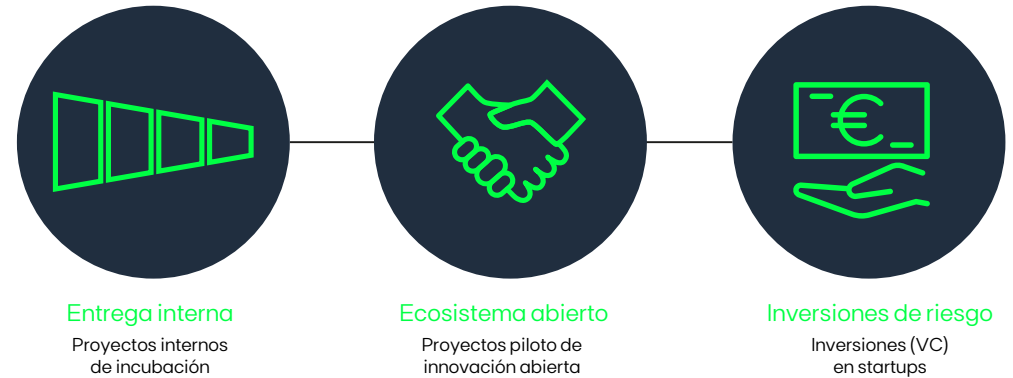 Entrega interna
Proyectos internos
de incubación
Ecosistema abierto
Proyectos piloto de
innovación abierta
Inversiones de riesgo
Inversiones (VC)
en startups